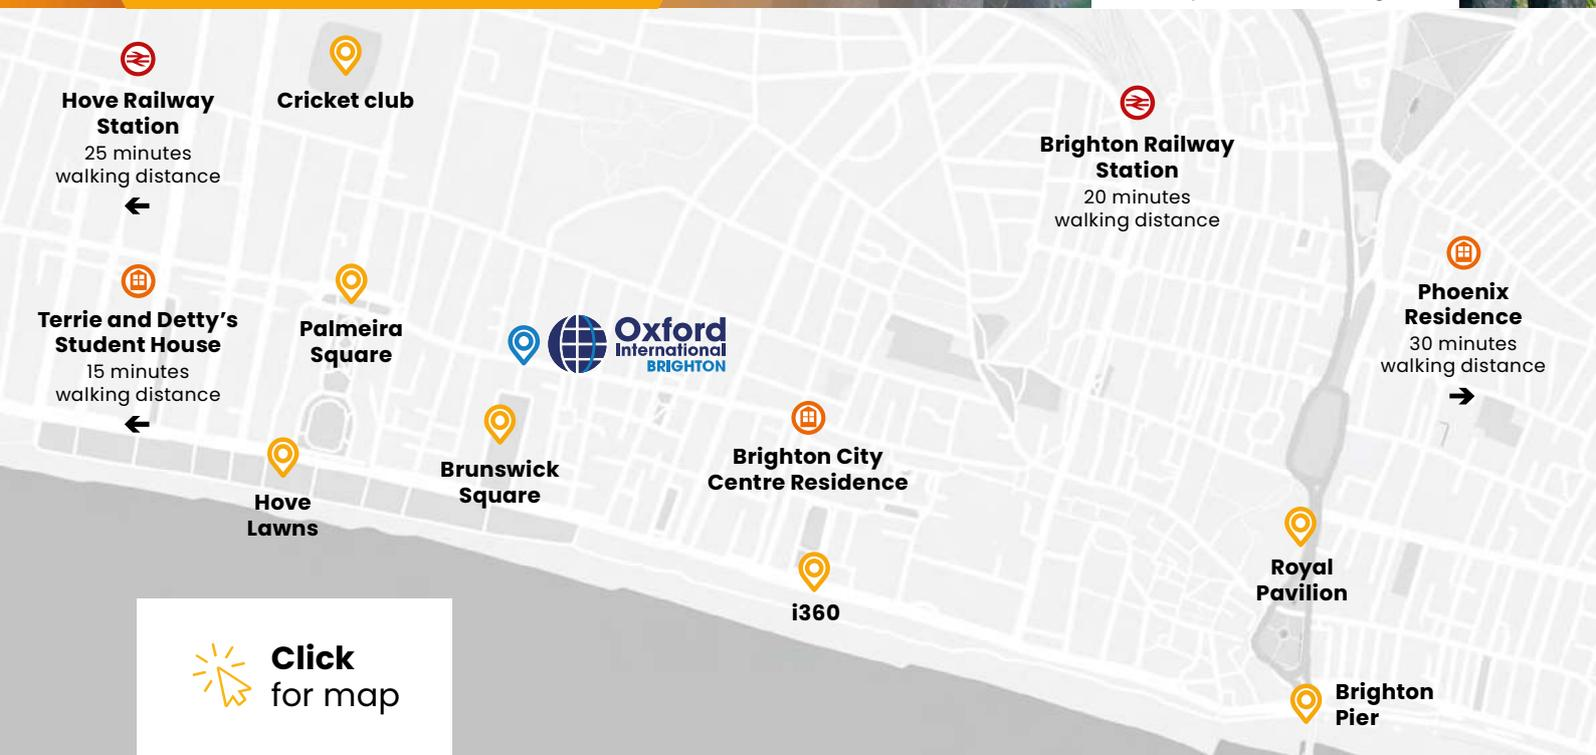 Hove Railway
Station
25 minutes
walking distance
Cricket club
Brighton Railway
Station
20 minutes
walking distance
Terrie and Detty's
Student House
15 minutes
walking distance
Palmeira
Square
Oxford
International
BRIGHTON
Phoenix
Residence
30 minutes
walking distance
Brighton City
Centre Residence
Brunswick
Square
Hove
Lawns
i360
Royal
Pavilion
Click
for map
Brighton
Pier